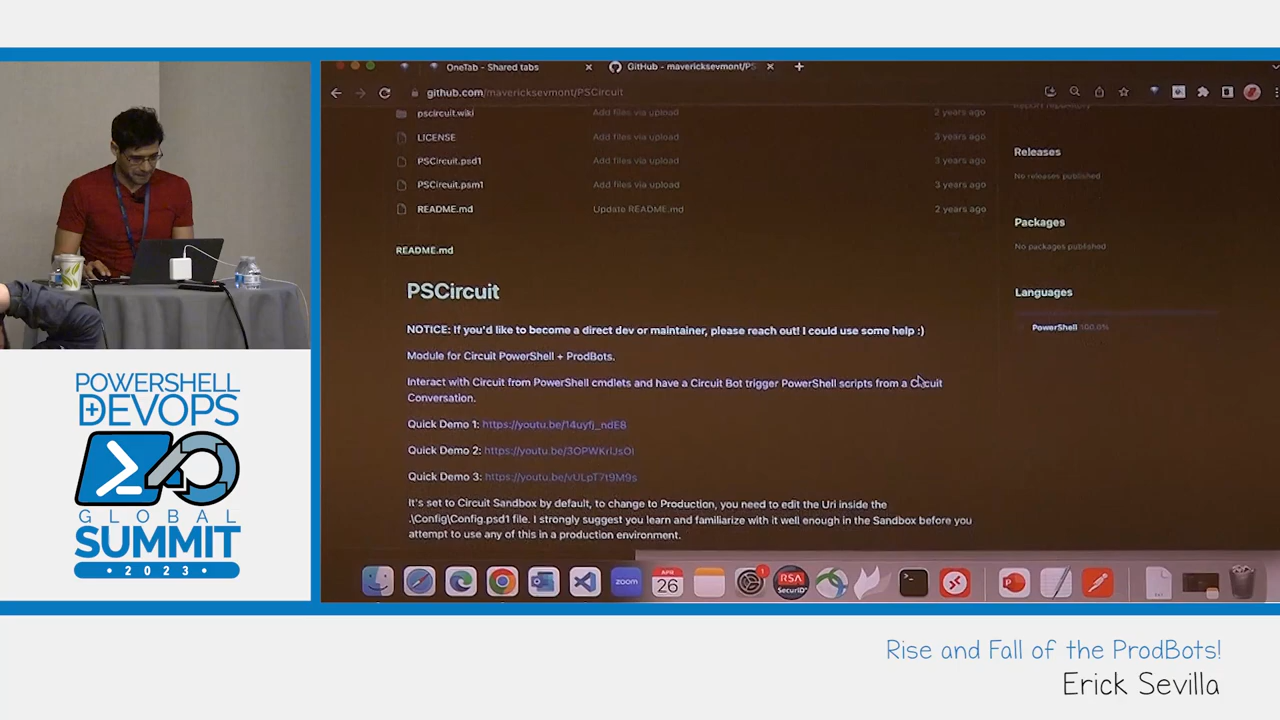 OneTab - Shared tabs
GitHub - mavericksevmont/PS
github.com/mavericksevmont/PSCircuit
pscircuit.wiki Add files via upload 2 years ago
LICENSE Add files via upload 3 years ago
PSCircuit.psd1 Add files via upload 3 years ago
PSCircuit.psm1 Add files via upload 3 years ago
README.md Update README.md 2 years ago
Releases
No releases published
Packages
No packages published
Languages
PowerShell 100.0%
README.md
PSCircuit
NOTICE: If you'd like to become a direct dev or maintainer, please reach out! I could use some help :)
Module for Circuit PowerShell + ProdBots.
Interact with Circuit from PowerShell cmdlets and have a Circuit Bot trigger PowerShell scripts from a Circuit
Conversation.
Quick Demo 1: https://youtu.be/14uyfj_ndE8
Quick Demo 2:
Quick Demo 3: https://youtu.be/vULpT7t9M9s
It's set to Circuit Sandbox by default, to change to Production, you need to edit the Uri inside the
.\Config\Config.psd1 file. I strongly suggest you learn and familiarize with it well enough in the Sandbox before you
attempt to use any of this in a production environment.
zoom
APR
26
1
RSA
SecurID
POWERSHELL
+DEVOPS
GLOBAL
SUMMIT
2023
Rise and Fall of the ProdBots!
Erick Sevilla